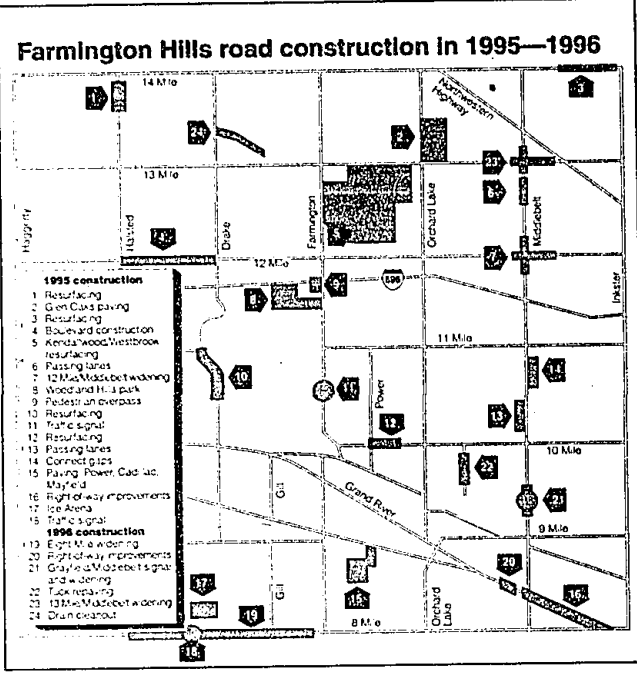 Farmington Hills road construction in 1995—1996
14 Mile
Northwestern
Highway
13 Mile
Haggerty
Halsted
Drake
Farmington
Orchard Lake
Middlebelt
Inkster
12 Mile
696
11 Mile
Power
10 Mile
Grand River
Gill
9 Mile
Gill
Orchard
Lake
8 Mile
1995 construction
1 Resurfacing
2 Glen Oaks paving
3 Resurfacing
4 Boulevard construction
5 Kendallwood/Westbrook
resurfacing
6 Passing lanes
7 12 Mile/Middlebelt widening
8 Woodland Hills park
9 Pedestrian overpass
10 Resurfacing
11 Traffic signal
12 Resurfacing
13 Passing lanes
14 Connect gaps
15 Paving, Power, Cadillac,
Mayfield
16 Right-of-way improvements
17 Ice Arena
18 Traffic signal
1996 construction
19 Eight Mile widening
20 Right-of-way improvements
21 Grayfield/Middlebelt signal
and widening
22 Tuck repaving
23 13 Mile/Middlebelt widening
24 Drain cleanout